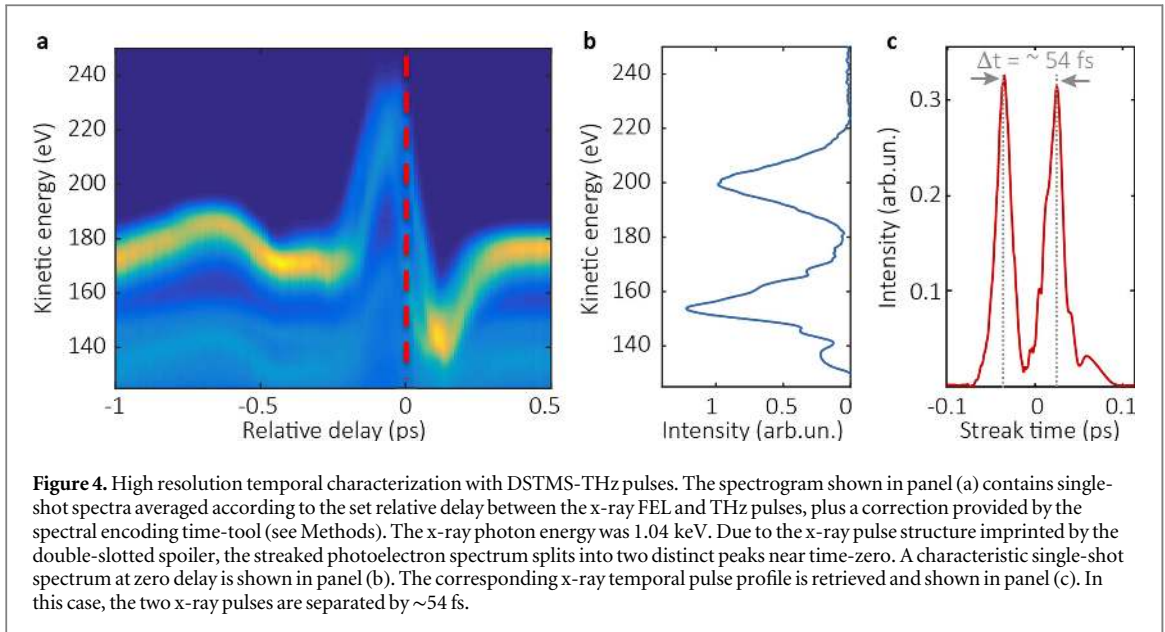 a
240
220
200
180
160
140
Kinetic energy (eV)
-1
-0.5
0
0.5
Relative delay (ps)
b
240
220
200
180
160
140
Kinetic energy (eV)
1
0.5
0
Intensity (arb.un.)
c
Δt = ~ 54 fs
0.3
0.2
0.1
Intensity (arb.un.)
-0.1
0
0.1
Streak time (ps)
Figure 4. High resolution temporal characterization with DSTMS-THz pulses. The spectrogram shown in panel (a) contains single-
shot spectra averaged according to the set relative delay between the x-ray FEL and THz pulses, plus a correction provided by the
spectral encoding time-tool (see Methods). The x-ray photon energy was 1.04 keV. Due to the x-ray pulse structure imprinted by the
double-slotted spoiler, the streaked photoelectron spectrum splits into two distinct peaks near time-zero. A characteristic single-shot
spectrum at zero delay is shown in panel (b). The corresponding x-ray temporal pulse profile is retrieved and shown in panel (c). In
this case, the two x-ray pulses are separated by ∼54 fs.